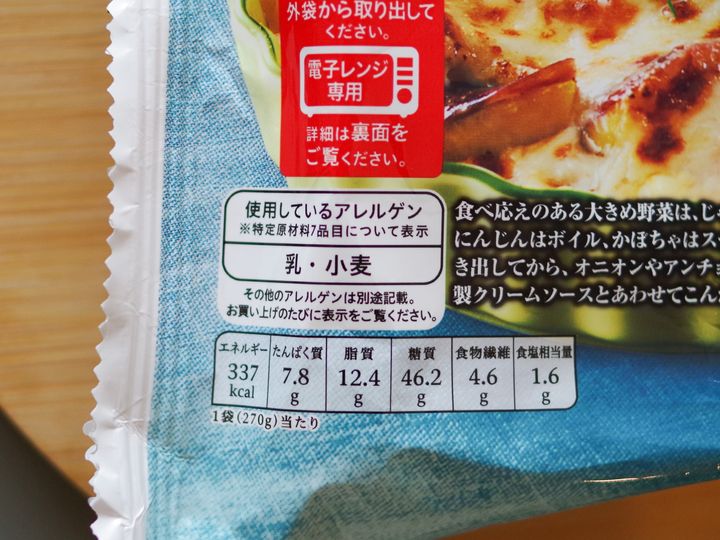 外袋から取り出して
ください。
電子レンジ
専用
詳細は裏面を
ご覧ください。
使用しているアレルゲン
※特定原材料7品目について表示
乳・小麦
その他のアレルゲンは別途記載。
お買い上げのたびに表示をご覧ください。
食べ応えのある大きめ野菜は、じ
にんじんはボイル、かぼちゃはス
き出してから、オニオンやアンチ
製クリームソースとあわせてこん
エネルギー たんぱく質 脂質 糖質 食物繊維 食塩相当量
337 7.8 12.4 46.2 4.6 1.6
kcal g g g g g
1袋(270g)当たり